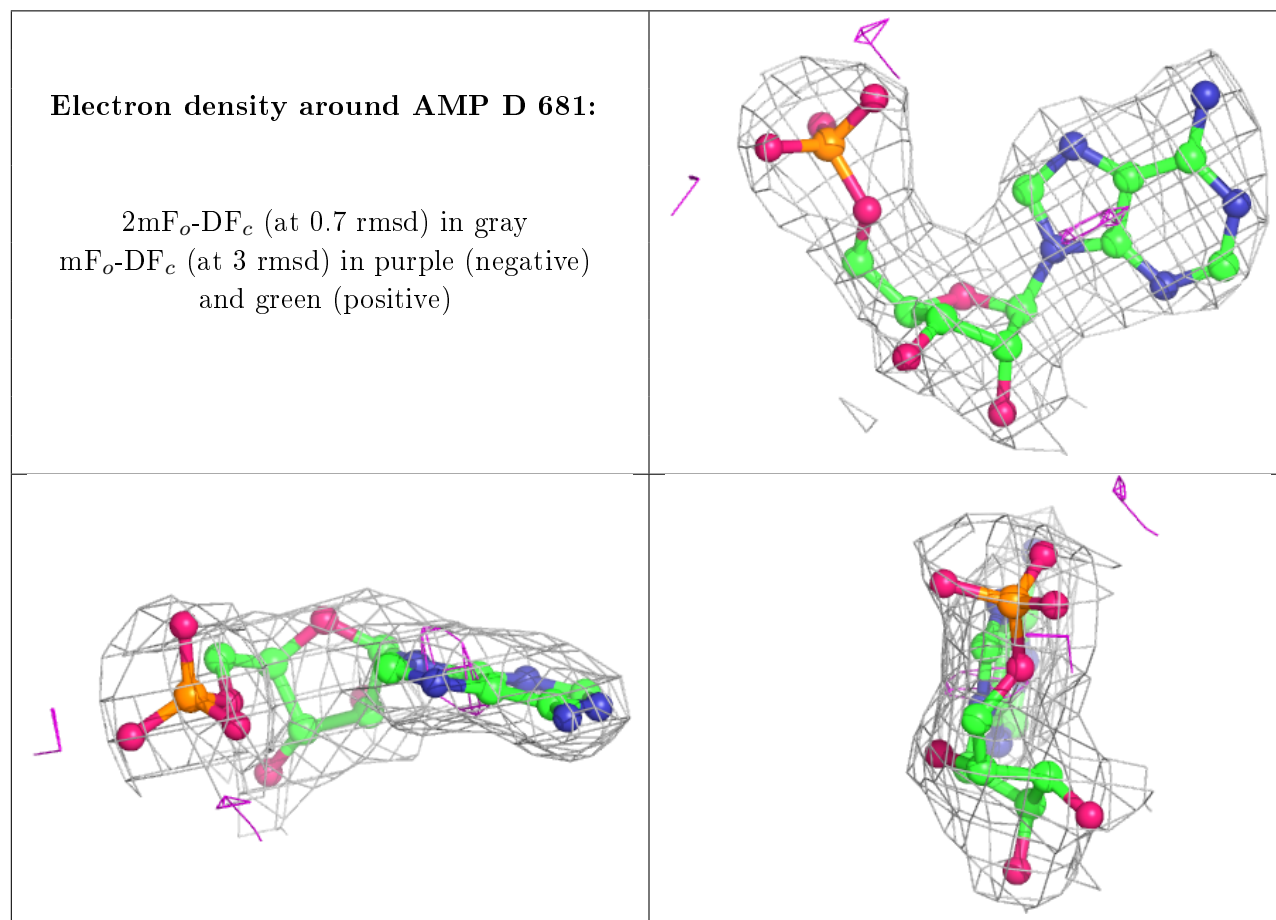 Electron density around AMP D 681:
2mFo-DFc (at 0.7 rmsd) in gray
mFo-DFc (at 3 rmsd) in purple (negative)
and green (positive)